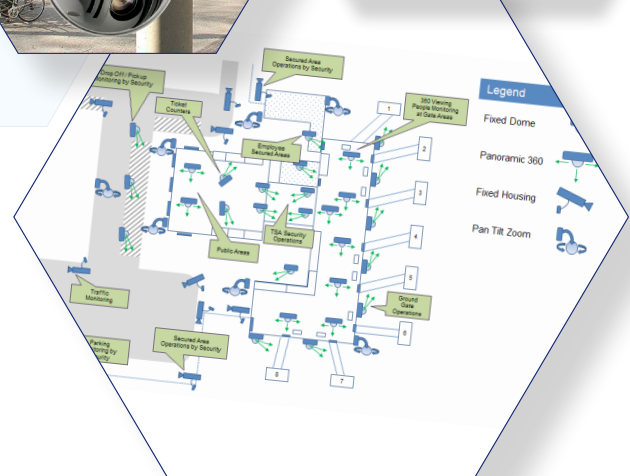 Secured Area
Operations by Security
Drop Off / Pickup
Monitoring by
Security
Ticket
Counters
360 Viewing
People Monitoring
at Gate Areas
Legend
Fixed Dome
Panoramic 360
Fixed Housing
Pan Tilt Zoom
1
2
3
4
5
6
7
8
Employee
Secured Areas
Public Areas
TSA Security
Operations
Ground
Gate
Operations
Traffic
Monitoring
Parking
Secured Area
Operations by Security